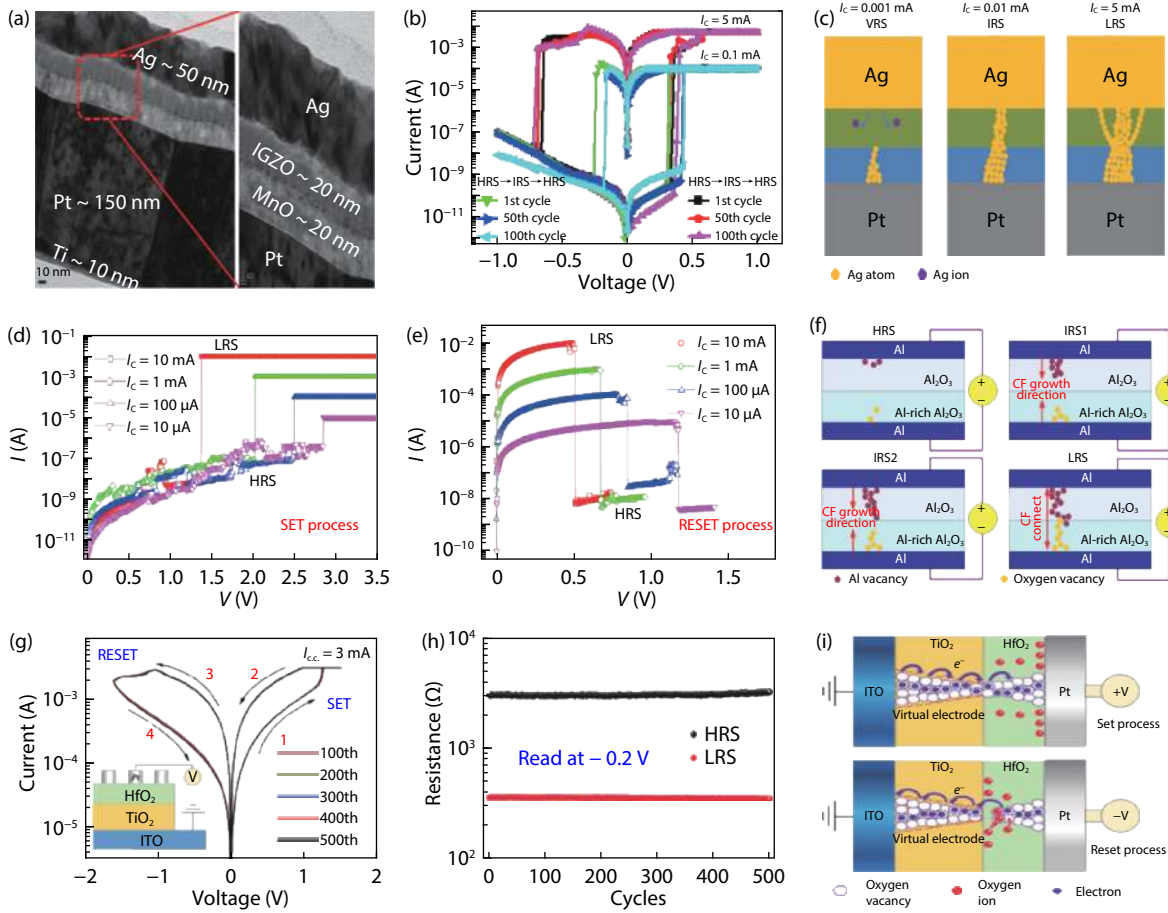 (a)
Ag ~ 50 nm
Ag
IGZO ~ 20 nm
MnO ~ 20 nm
Pt ~ 150 nm
Pt
Ti ~ 10 nm
10 nm
(b)
I_C = 5 mA
I_C = 0.1 mA
10⁻³
10⁻⁵
10⁻⁷
10⁻⁹
10⁻¹¹
Current (A)
HRS→IRS→HRS
1st cycle
50th cycle
100th cycle
HRS→IRS→HRS
1st cycle
50th cycle
100th cycle
−1.0 −0.5 0 0.5 1.0
Voltage (V)
(c)
I_C = 0.001 mA
VRS
I_C = 0.01 mA
IRS
I_C = 5 mA
LRS
Ag Ag Ag
Pt Pt Pt
Ag atom Ag ion
(d)
10⁻¹
10⁻³
10⁻⁵
10⁻⁷
10⁻⁹
10⁻¹¹
I (A)
LRS
I_C = 10 mA
I_C = 1 mA
I_C = 100 μA
I_C = 10 μA
HRS
SET process
0 0.5 1.0 1.5 2.0 2.5 3.0 3.5
V (V)
(e)
10⁻²
10⁻⁴
10⁻⁶
10⁻⁸
10⁻¹⁰
I (A)
LRS
I_C = 10 mA
I_C = 1 mA
I_C = 100 μA
I_C = 10 μA
HRS
RESET process
0 0.5 1.0 1.5
V (V)
(f)
HRS
Al
Al₂O₃
Al-rich Al₂O₃
Al
+
−
IRS1
Al
CF growth
direction
Al₂O₃
Al-rich Al₂O₃
Al
+
−
IRS2
Al
CF growth
direction
Al₂O₃
Al-rich Al₂O₃
Al
+
−
LRS
Al
CF
connect
Al₂O₃
Al-rich Al₂O₃
Al
+
−
Al vacancy Oxygen vacancy
(g)
10⁻²
10⁻³
10⁻⁴
10⁻⁵
Current (A)
RESET
I_c.c. = 3 mA
3 2
SET
4 1
V
HfO₂
TiO₂
ITO
100th
200th
300th
400th
500th
−2 −1 0 1 2
Voltage (V)
(h)
10⁴
10³
10²
Resistance (Ω)
HRS
LRS
Read at − 0.2 V
0 100 200 300 400 500
Cycles
(i)
TiO₂ HfO₂
e⁻
ITO
Virtual electrode
Pt
+V
Set process
TiO₂ HfO₂
e⁻
ITO
Virtual electrode
Pt
−V
Reset process
Oxygen
vacancy
Oxygen
ion
Electron